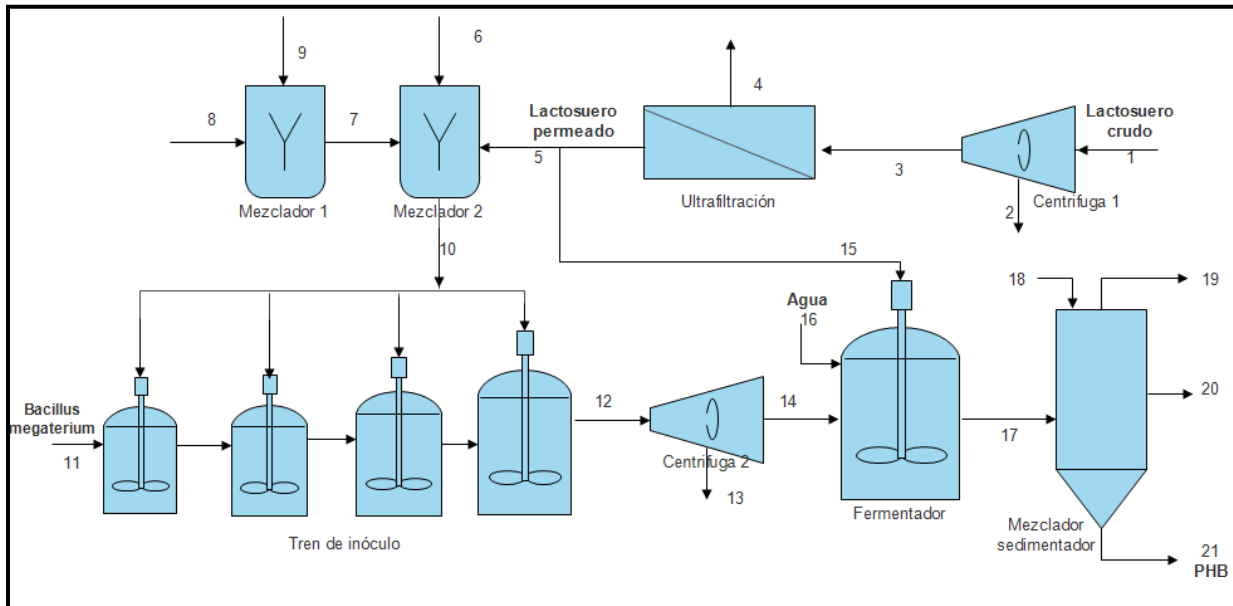 9
6
4
8
7
Lactosuero
permeado
5
3
Lactosuero
crudo
1
2
Mezclador 1
Mezclador 2
Ultrafiltración
Centrífuga 1
10
15
18
19
Agua
16
Bacillus
megaterium
11
12
14
20
17
Centrifuga 2
13
Fermentador
Mezclador
sedimentador
Tren de inóculo
21
PHB